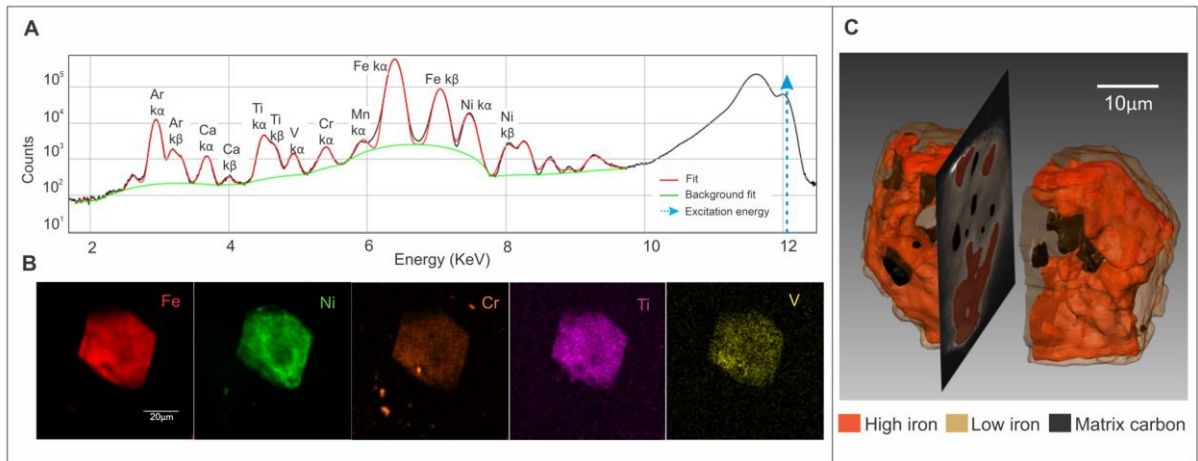 A
Counts
10⁵
10⁴
10³
10²
10¹
Ar
kα
Ar
kβ
Ca
kα
Ca
kβ
Ti
kα
Ti
kβ
V
kα
Cr
kα
Mn
kα
Fe kα
Fe kβ
Ni kα
Ni
kβ
Fit
Background fit
Excitation energy
2
4
6
8
10
12
Energy (KeV)
B
Fe
20μm
Ni
Cr
Ti
V
C
10μm
High iron
Low iron
Matrix carbon